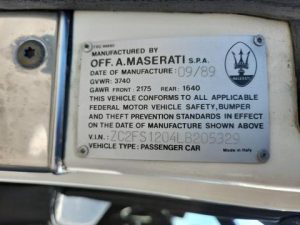 MANUFACTURED BY
OFF. A. MASERATI S.P.A.
DATE OF MANUFACTURE: 09/89
GVWR: 3740
GAWR FRONT: 2175 REAR: 1640
THIS VEHICLE CONFORMS TO ALL APPLICABLE
FEDERAL MOTOR VEHICLE SAFETY, BUMPER
AND THEFT PREVENTION STANDARDS IN EFFECT
ON THE DATE OF MANUFACTURE SHOWN ABOVE
V.I.N.: ZC2FS1204LB205329
VEHICLE TYPE: PASSENGER CAR
MASERATI
Made in Italy